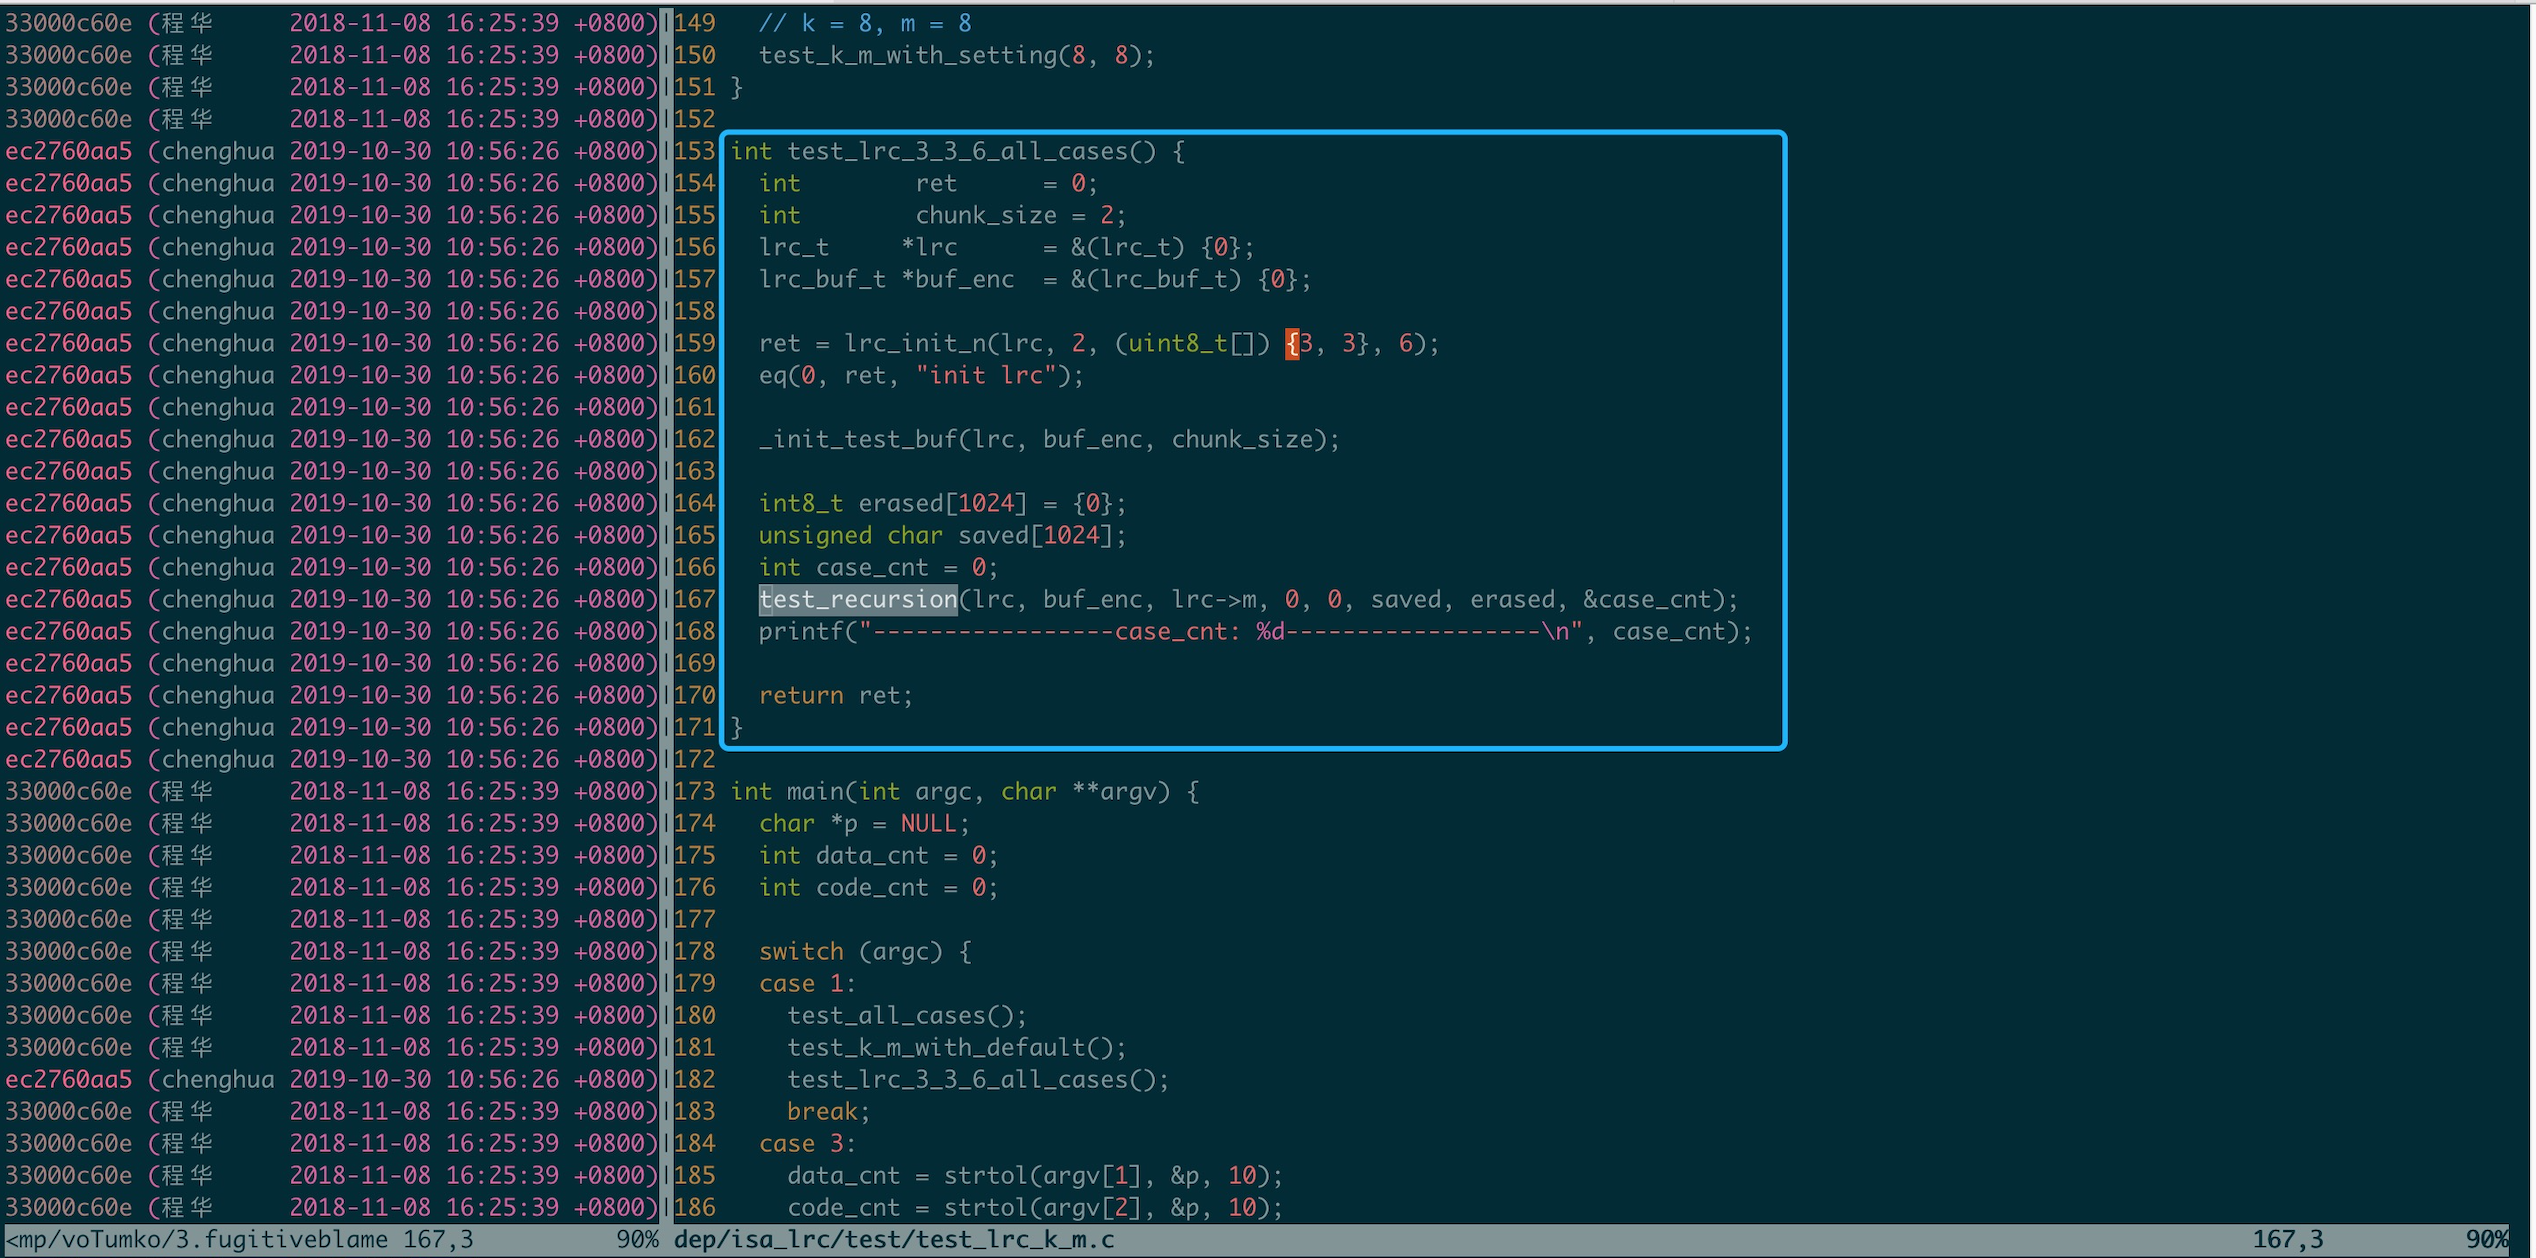 33000c60e (程华     2018-11-08 16:25:39 +0800)|149   // k = 8, m = 8
33000c60e (程华     2018-11-08 16:25:39 +0800)|150   test_k_m_with_setting(8, 8);
33000c60e (程华     2018-11-08 16:25:39 +0800)|151 }
33000c60e (程华     2018-11-08 16:25:39 +0800)|152
ec2760aa5 (chenghua 2019-10-30 10:56:26 +0800)|153 int test_lrc_3_3_6_all_cases() {
ec2760aa5 (chenghua 2019-10-30 10:56:26 +0800)|154   int        ret      = 0;
ec2760aa5 (chenghua 2019-10-30 10:56:26 +0800)|155   int        chunk_size = 2;
ec2760aa5 (chenghua 2019-10-30 10:56:26 +0800)|156   lrc_t     *lrc      = &(lrc_t) {0};
ec2760aa5 (chenghua 2019-10-30 10:56:26 +0800)|157   lrc_buf_t *buf_enc  = &(lrc_buf_t) {0};
ec2760aa5 (chenghua 2019-10-30 10:56:26 +0800)|158
ec2760aa5 (chenghua 2019-10-30 10:56:26 +0800)|159   ret = lrc_init_n(lrc, 2, (uint8_t[]) {3, 3}, 6);
ec2760aa5 (chenghua 2019-10-30 10:56:26 +0800)|160   eq(0, ret, "init lrc");
ec2760aa5 (chenghua 2019-10-30 10:56:26 +0800)|161
ec2760aa5 (chenghua 2019-10-30 10:56:26 +0800)|162   _init_test_buf(lrc, buf_enc, chunk_size);
ec2760aa5 (chenghua 2019-10-30 10:56:26 +0800)|163
ec2760aa5 (chenghua 2019-10-30 10:56:26 +0800)|164   int8_t erased[1024] = {0};
ec2760aa5 (chenghua 2019-10-30 10:56:26 +0800)|165   unsigned char saved[1024];
ec2760aa5 (chenghua 2019-10-30 10:56:26 +0800)|166   int case_cnt = 0;
ec2760aa5 (chenghua 2019-10-30 10:56:26 +0800)|167   test_recursion(lrc, buf_enc, lrc->m, 0, 0, saved, erased, &case_cnt);
ec2760aa5 (chenghua 2019-10-30 10:56:26 +0800)|168   printf("-----------------case_cnt: %d------------------\n", case_cnt);
ec2760aa5 (chenghua 2019-10-30 10:56:26 +0800)|169
ec2760aa5 (chenghua 2019-10-30 10:56:26 +0800)|170   return ret;
ec2760aa5 (chenghua 2019-10-30 10:56:26 +0800)|171 }
ec2760aa5 (chenghua 2019-10-30 10:56:26 +0800)|172
33000c60e (程华     2018-11-08 16:25:39 +0800)|173 int main(int argc, char **argv) {
33000c60e (程华     2018-11-08 16:25:39 +0800)|174   char *p = NULL;
33000c60e (程华     2018-11-08 16:25:39 +0800)|175   int data_cnt = 0;
33000c60e (程华     2018-11-08 16:25:39 +0800)|176   int code_cnt = 0;
33000c60e (程华     2018-11-08 16:25:39 +0800)|177
33000c60e (程华     2018-11-08 16:25:39 +0800)|178   switch (argc) {
33000c60e (程华     2018-11-08 16:25:39 +0800)|179   case 1:
33000c60e (程华     2018-11-08 16:25:39 +0800)|180     test_all_cases();
33000c60e (程华     2018-11-08 16:25:39 +0800)|181     test_k_m_with_default();
ec2760aa5 (chenghua 2019-10-30 10:56:26 +0800)|182     test_lrc_3_3_6_all_cases();
33000c60e (程华     2018-11-08 16:25:39 +0800)|183     break;
33000c60e (程华     2018-11-08 16:25:39 +0800)|184   case 3:
33000c60e (程华     2018-11-08 16:25:39 +0800)|185     data_cnt = strtol(argv[1], &p, 10);
33000c60e (程华     2018-11-08 16:25:39 +0800)|186     code_cnt = strtol(argv[2], &p, 10);
<mp/voTumko/3.fugitiveblame 167,3          90% dep/isa_lrc/test/test_lrc_k_m.c          167,3          90%